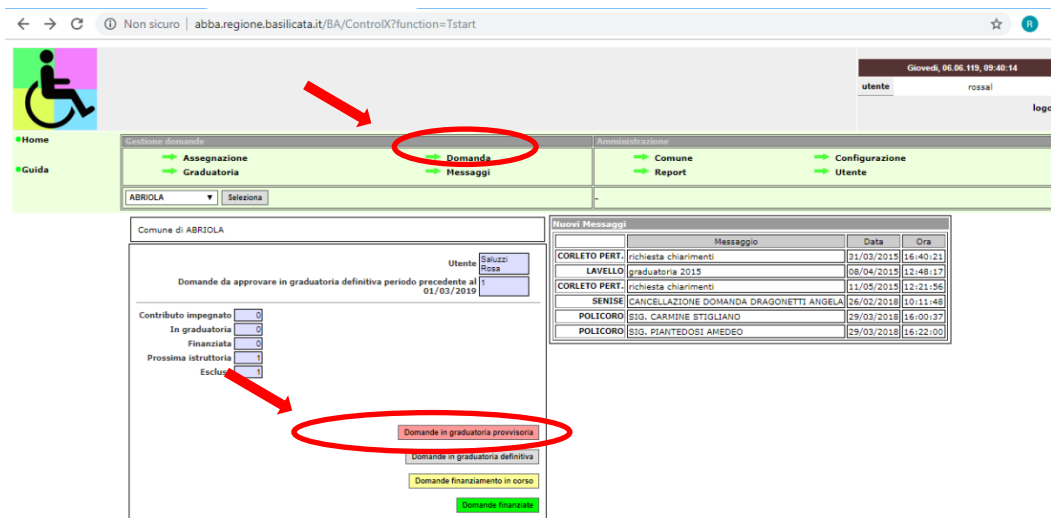 Non sicuro | abba.regione.basilicata.it/BA/ControlX?function=Tstart
R
Giovedì, 06.06.119, 09:40:14
utente rossal
logo
Home
Guida
Gestione domande
Assegnazione
Domanda
Graduatoria
Messaggi
Amministrazione
Comune
Configurazione
Report
Utente
ABRIOLA
Seleziona
-
Comune di ABRIOLA
Utente Saluzzi
Rosa
Domande da approvare in graduatoria definitiva periodo precedente al 1
01/03/2019
Contributo impegnato 0
In graduatoria 0
Finanziata 0
Prossima istruttoria 1
Esclus 1
Domande in graduatoria provvisoria
Domande in graduatoria definitiva
Domande finanziamento in corso
Domande finanziate
Nuovi Messaggi
Messaggio Data Ora
CORLETO PERT. richiesta chiarimenti 31/03/2015 16:40:21
LAVELLO graduatoria 2015 08/04/2015 12:48:17
CORLETO PERT. richiesta chiarimenti 11/05/2015 12:21:56
SENISE CANCELLAZIONE DOMANDA DRAGONETTI ANGELA 26/02/2018 10:11:48
POLICORO SIG. CARMINE STIGLIANO 29/03/2018 16:00:37
POLICORO SIG. PIANTEDOSI AMEDEO 29/03/2018 16:22:00